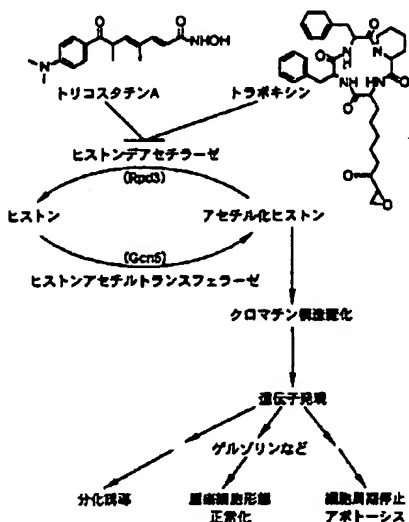 トリコスタチンA
トラポキシン
ヒストンデアセチラーゼ
(Rpd3)
ヒストン
アセチル化ヒストン
(Gcn5)
ヒストンアセチルトランスフェラーゼ
クロマチン構造変化
遺伝子発現
ゲルゾリンなど
分化誘導
腫瘍細胞形態
正常化
細胞周期停止
アポトーシス